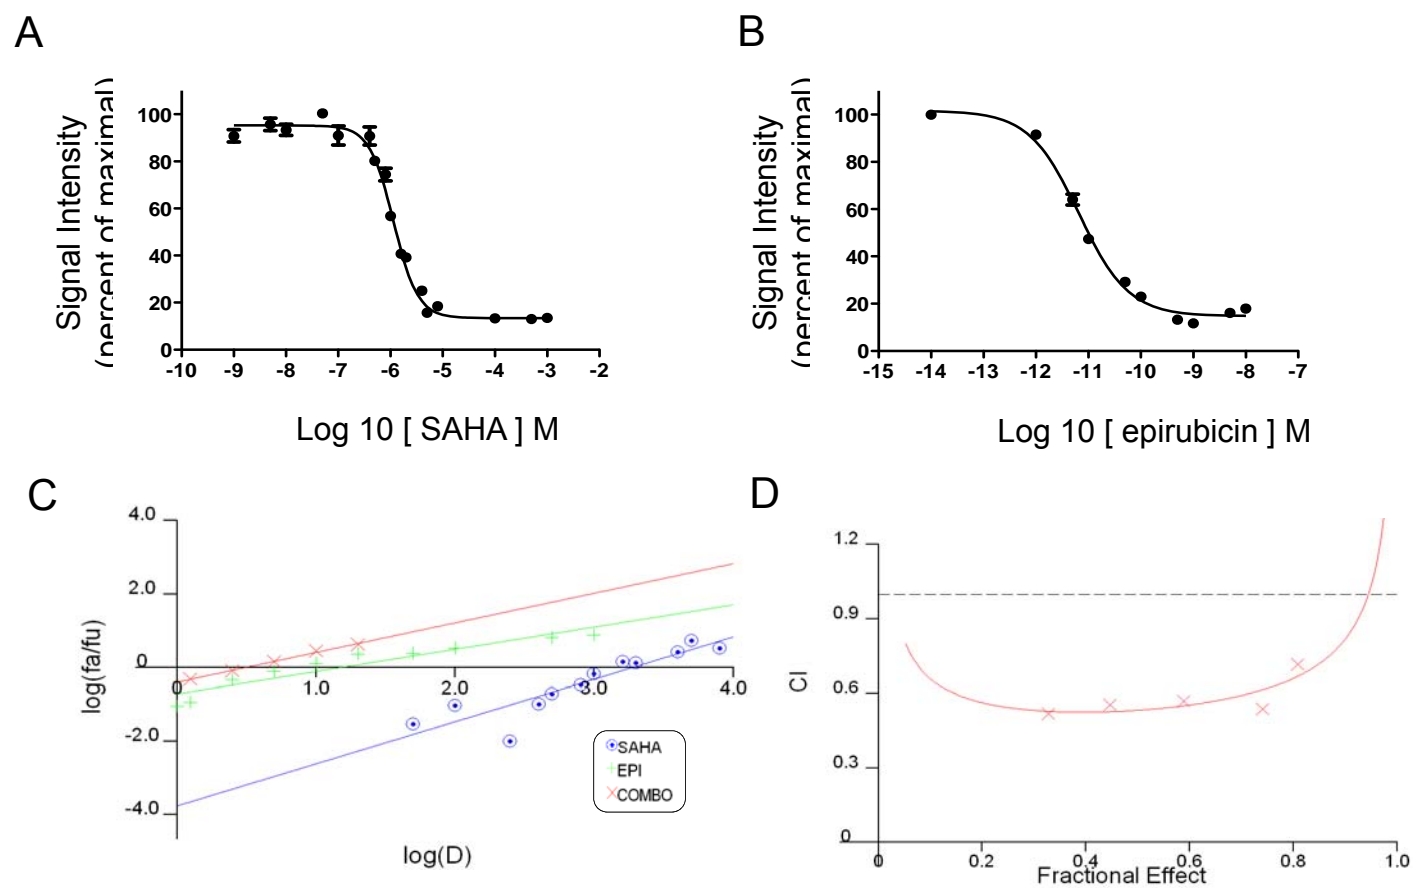 A
B
Signal Intensity
(percent of maximal)
100
80
60
40
20
0
-10 -9 -8 -7 -6 -5 -4 -3 -2
Log 10 [ SAHA ] M
Signal Intensity
(percent of maximal)
100
80
60
40
20
0
-15 -14 -13 -12 -11 -10 -9 -8 -7
Log 10 [ epirubicin ] M
C
D
log(fa/fu)
4.0
2.0
0
-2.0
-4.0
0 1.0 2.0 3.0 4.0
SAHA
EPI
COMBO
log(D)
CI
1.2
0.9
0.6
0.3
0
0 0.2 0.4 0.6 0.8 1.0
Fractional Effect